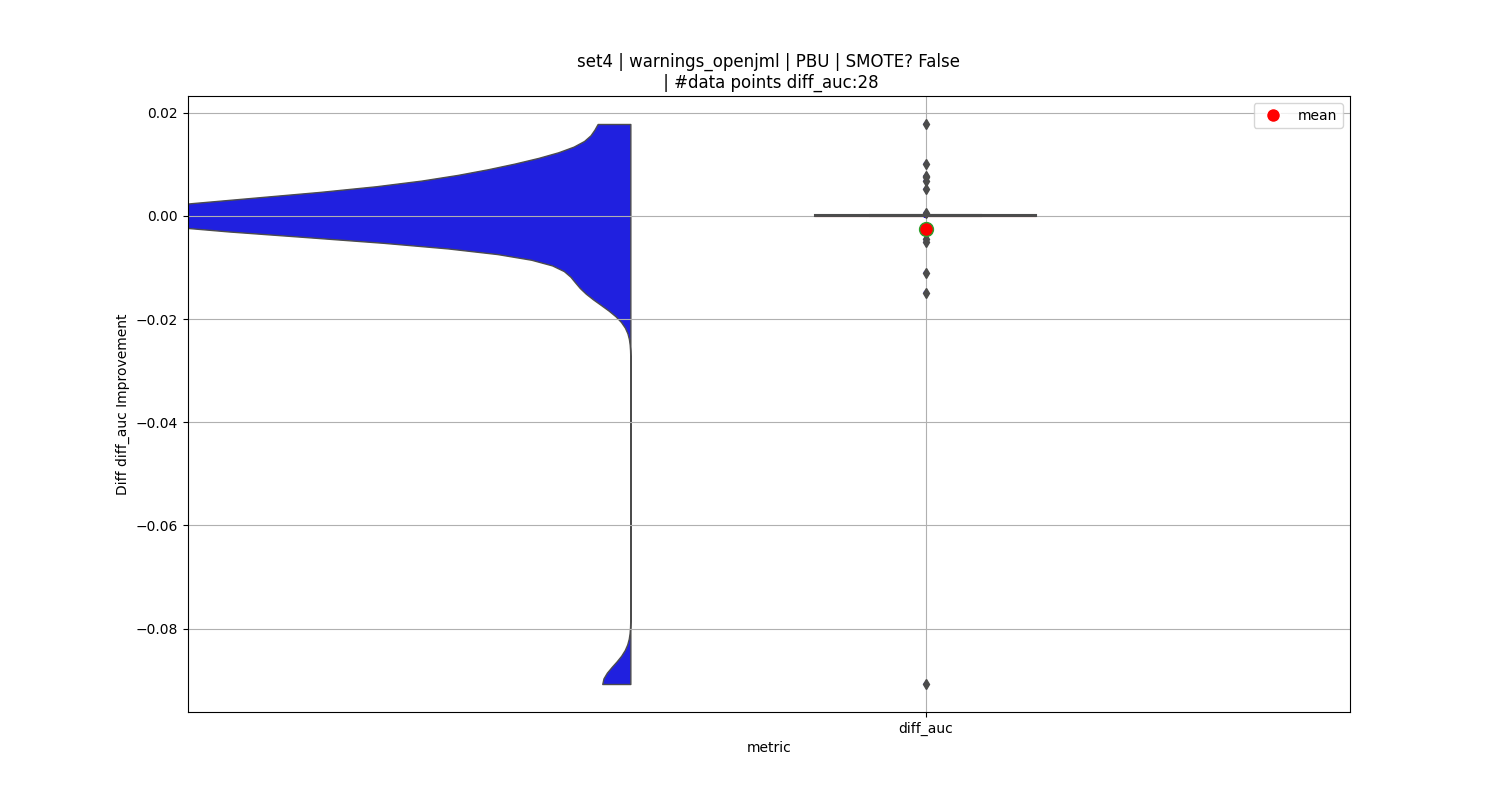 set4 | warnings_openjml | PBU | SMOTE? False
| #data points diff_auc:28
mean
0.02
0.00
−0.02
−0.04
−0.06
−0.08
Diff diff_auc Improvement
diff_auc
metric